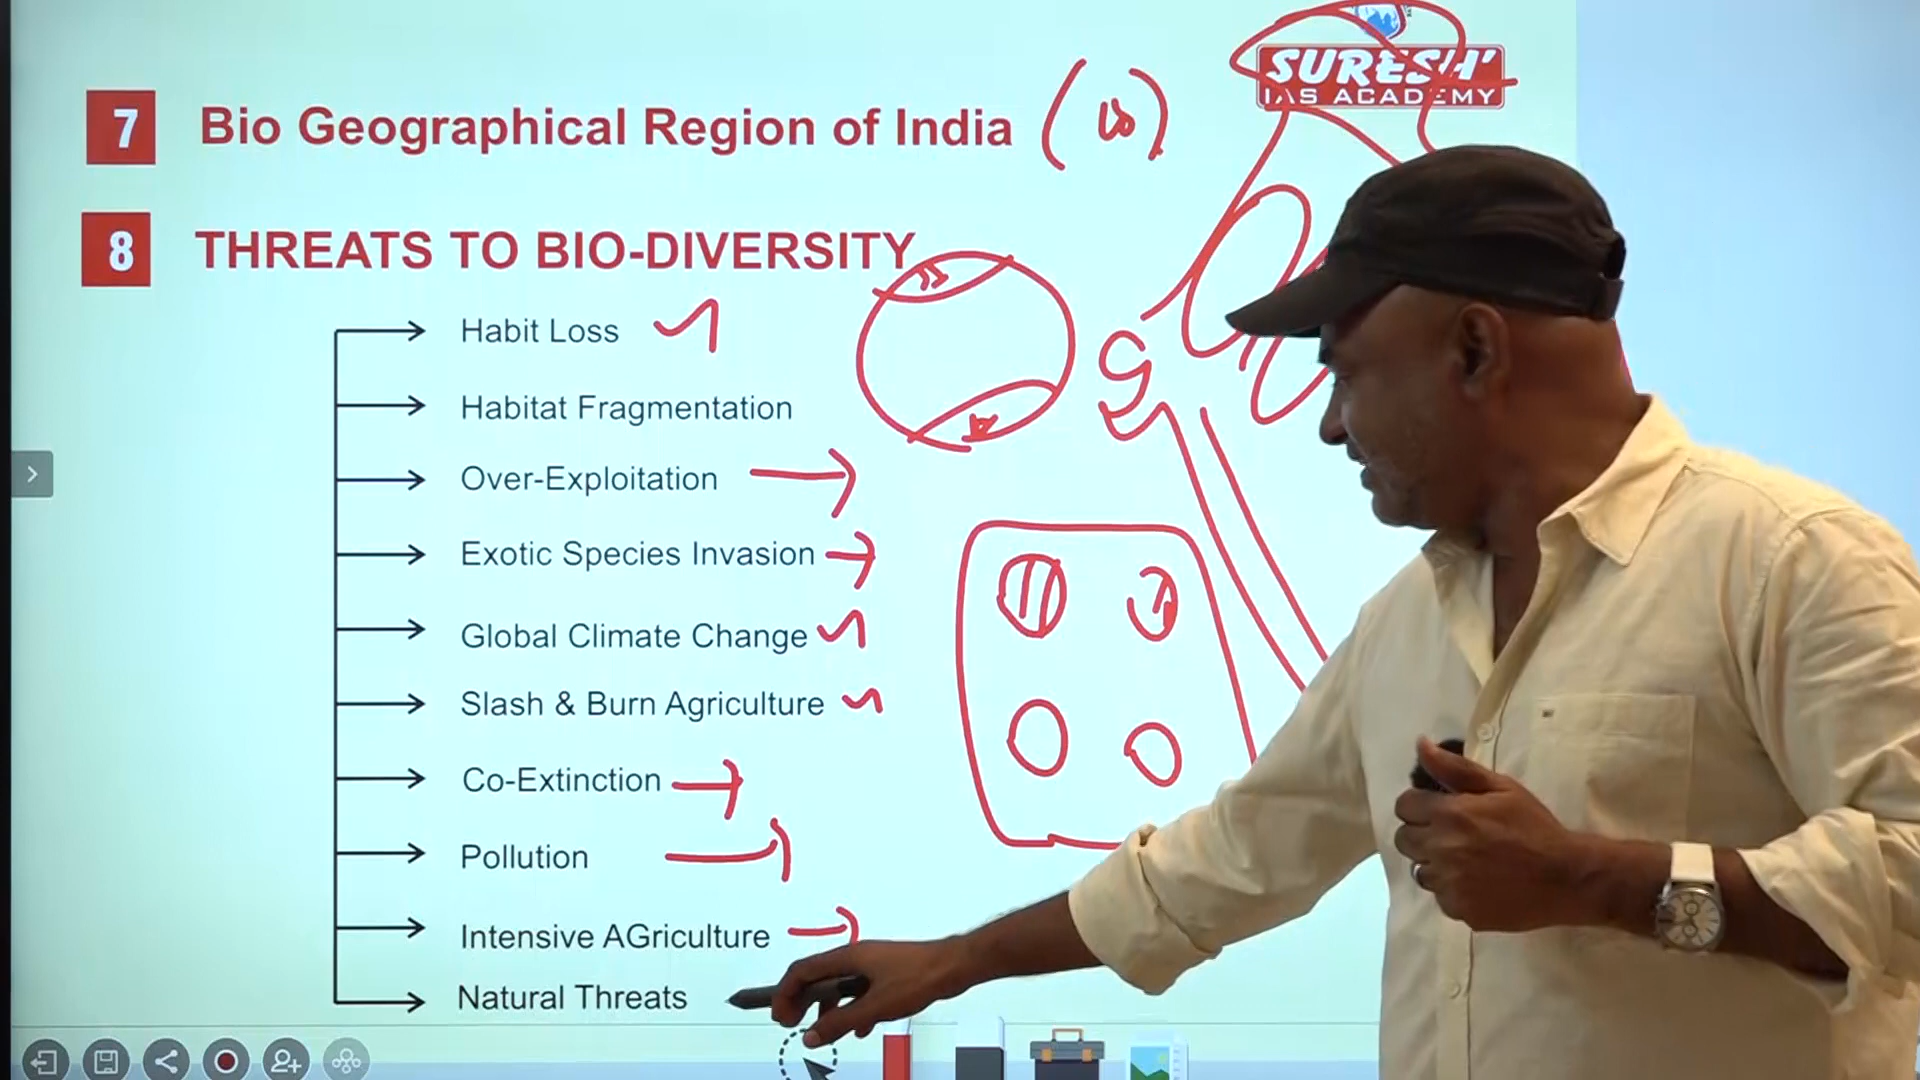 SURESH'
IAS ACADEMY
7 Bio Geographical Region of India (10)
8 THREATS TO BIO-DIVERSITY
Habit Loss
Habitat Fragmentation
Over-Exploitation
Exotic Species Invasion
Global Climate Change
Slash & Burn Agriculture
Co-Extinction
Pollution
Intensive AGriculture
Natural Threats